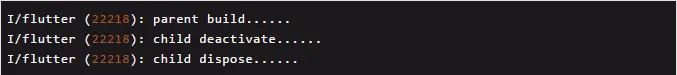 I/flutter (22218): parent build......
I/flutter (22218): child deactivate......
I/flutter (22218): child dispose......